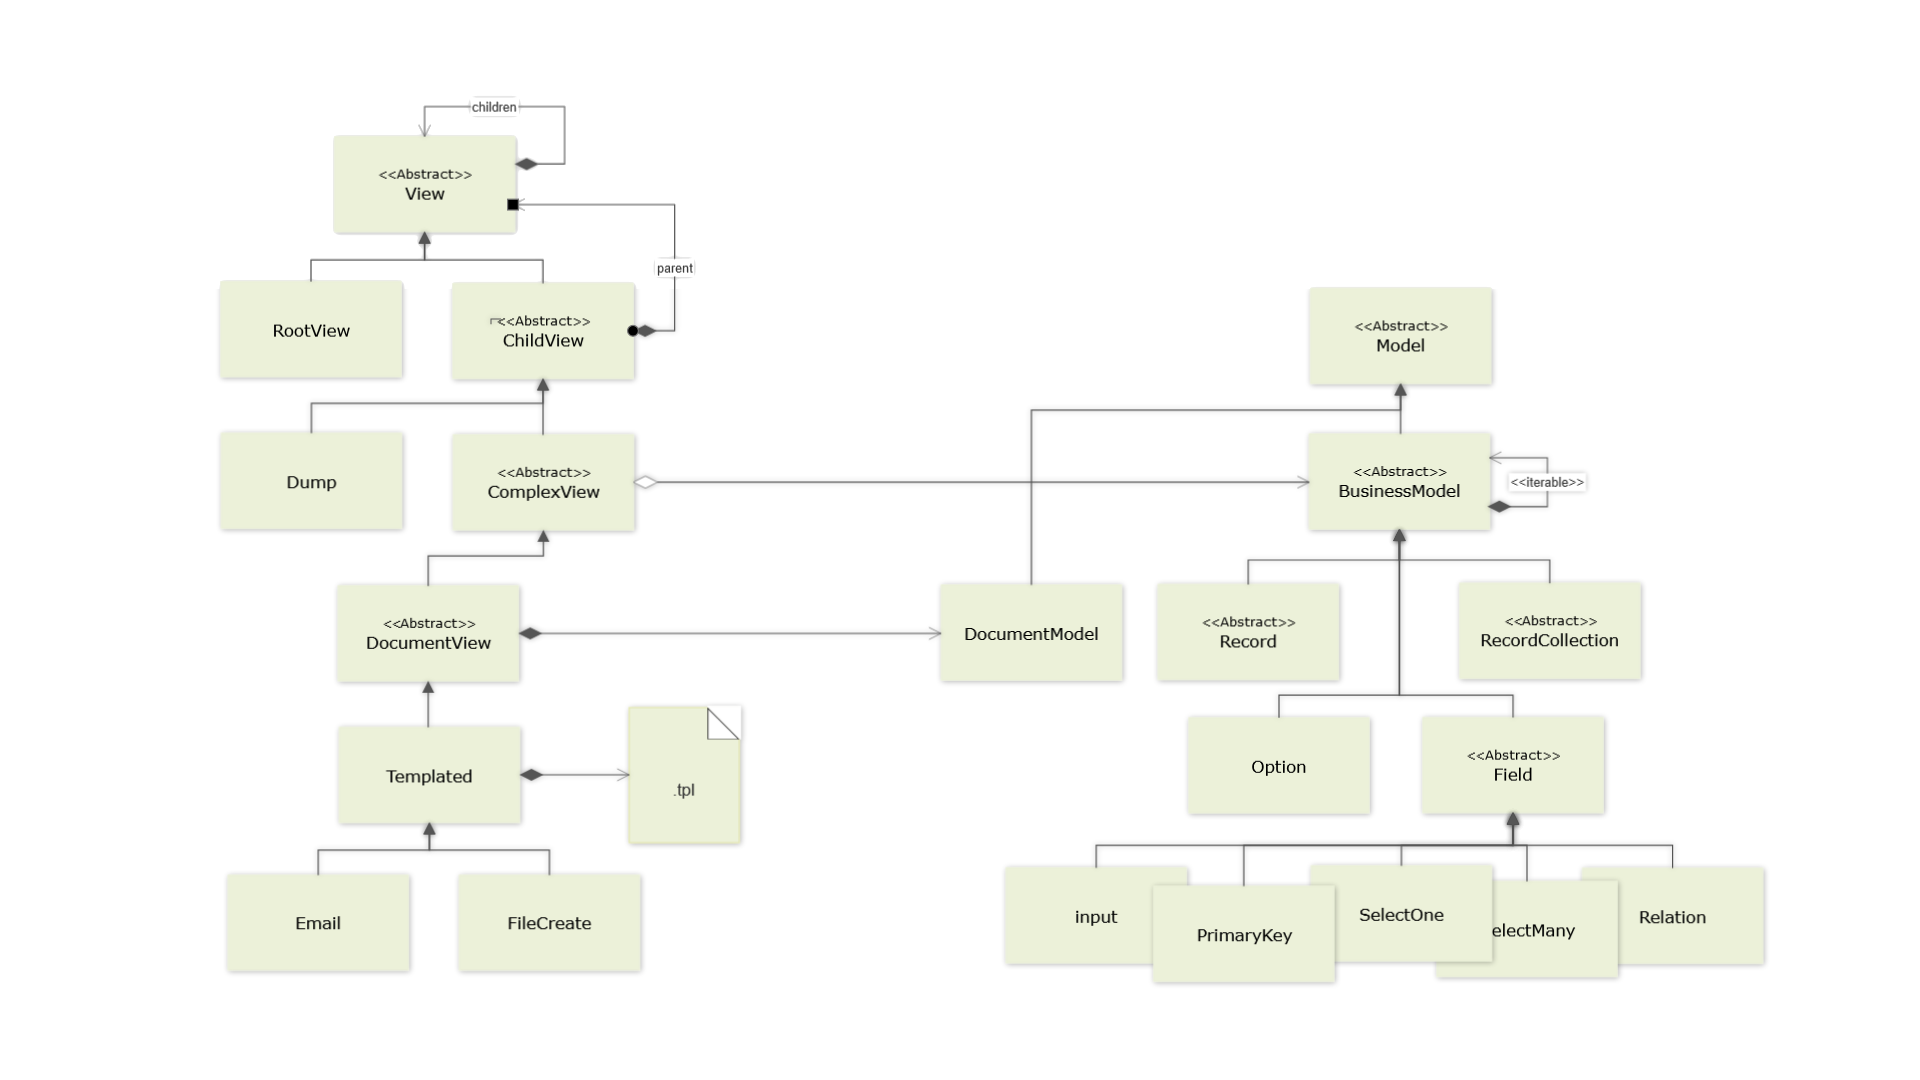 children
<<Abstract>>
View
parent
RootView
<<Abstract>>
ChildView
<<Abstract>>
Model
Dump
<<Abstract>>
ComplexView
<<Abstract>>
BusinessModel
<<iterable>>
<<Abstract>>
DocumentView
DocumentModel
<<Abstract>>
Record
<<Abstract>>
RecordCollection
Templated
.tpl
Option
<<Abstract>>
Field
Email
FileCreate
input
PrimaryKey
SelectOne
electMany
Relation